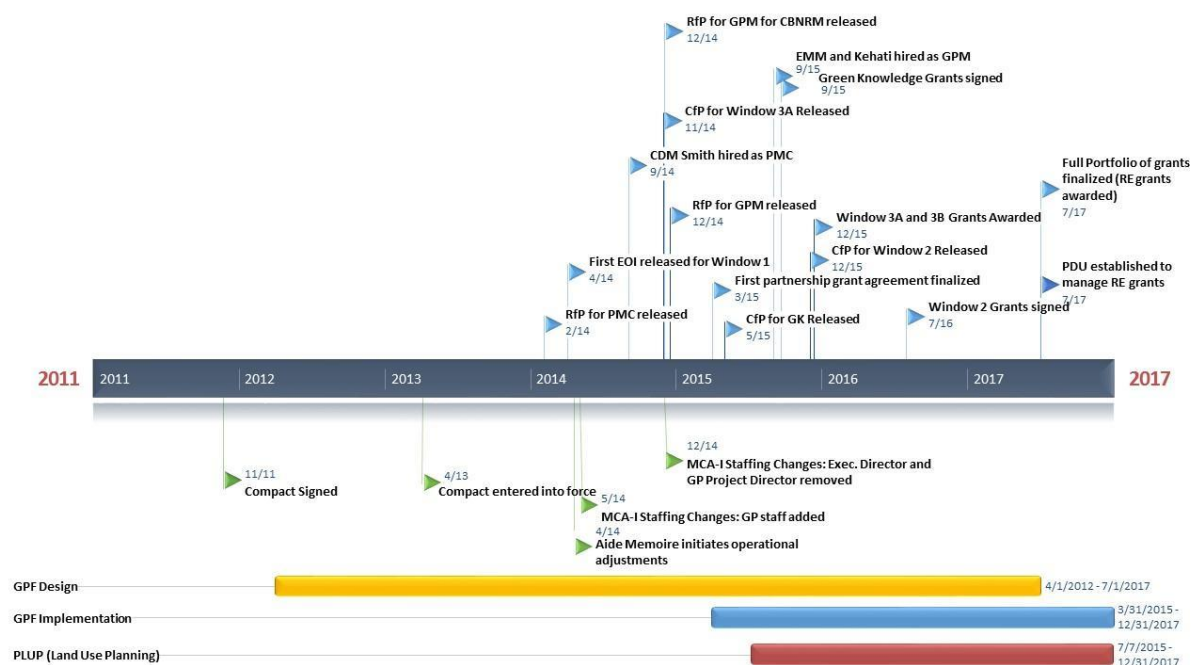 RfP for GPM for CBNRM released
12/14
EMM and Kehati hired as GPM
9/15
Green Knowledge Grants signed
9/15
CfP for Window 3A Released
11/14
CDM Smith hired as PMC
9/14
Full Portfolio of grants
finalized (RE grants
awarded)
7/17
RfP for GPM released
12/14
Window 3A and 3B Grants Awarded
12/15
CfP for Window 2 Released
12/15
First EOI released for Window 1
4/14
First partnership grant agreement finalized
3/15
PDU established to
manage RE grants
7/17
RfP for PMC released
2/14
CfP for GK Released
5/15
Window 2 Grants signed
7/16
2011
2011
2012
2013
2014
2015
2016
2017
2017
11/11
Compact Signed
4/13
Compact entered into force
12/14
MCA-I Staffing Changes: Exec. Director and
GP Project Director removed
5/14
MCA-I Staffing Changes: GP staff added
4/14
Aide Memoire initiates operational
adjustments
GPF Design
4/1/2012 - 7/1/2017
GPF Implementation
3/31/2015 -
12/31/2017
PLUP (Land Use Planning)
7/7/2015 -
12/31/2017